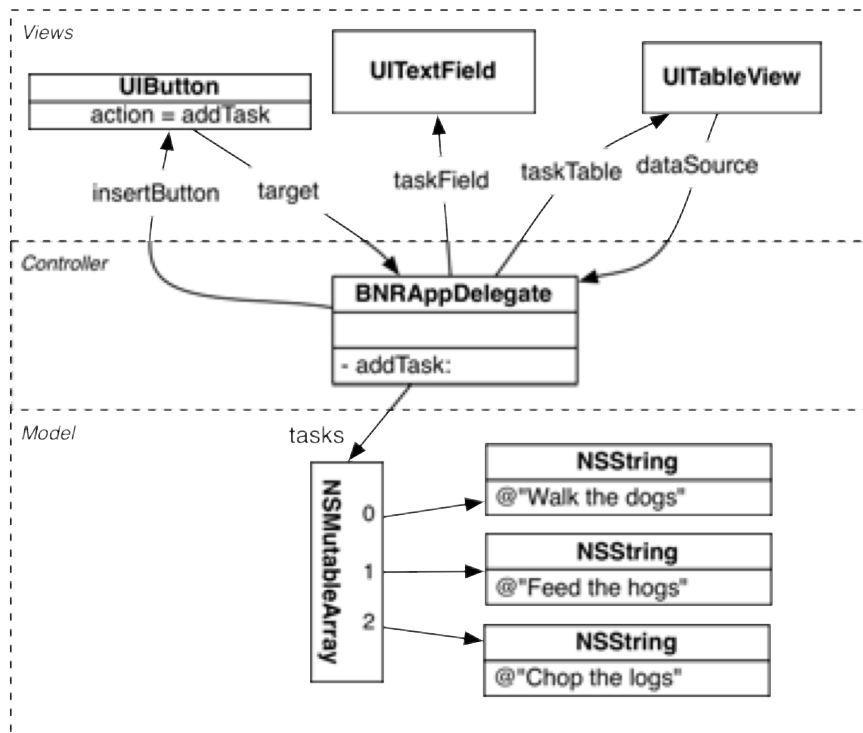 Views
UIButton
action = addTask
UITextField
UITableView
insertButton
target
taskField
taskTable
dataSource
Controller
BNRAppDelegate
- addTask:
Model
tasks
NSMutableArray
0
1
2
NSString
@"Walk the dogs"
NSString
@"Feed the hogs"
NSString
@"Chop the logs"